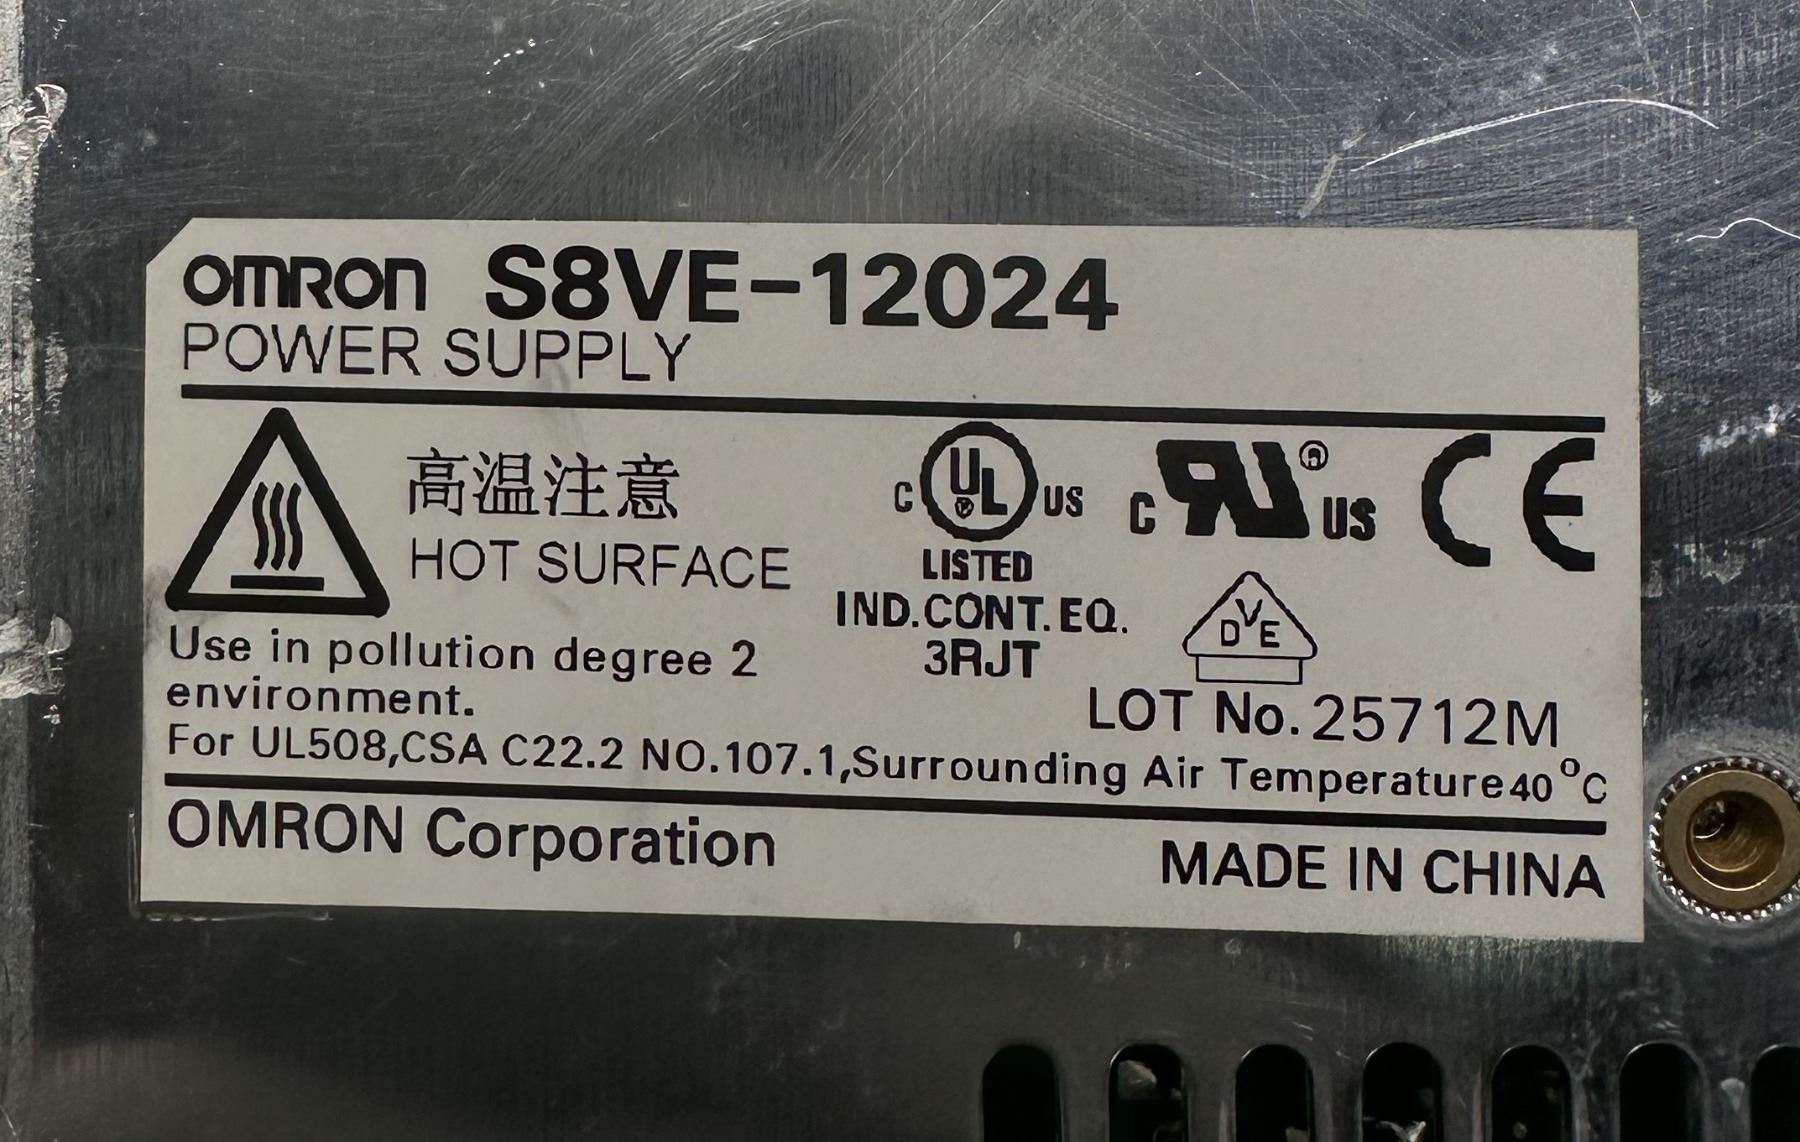 OMRON S8VE-12024
POWER SUPPLY
高温注意
HOT SURFACE
C UL US
LISTED
IND.CONT.EQ.
3RJT
C RU ® US
CE
DVE
Use in pollution degree 2
environment.
LOT No.25712M
For UL508,CSA C22.2 NO.107.1,Surrounding Air Temperature40°C
OMRON Corporation
MADE IN CHINA